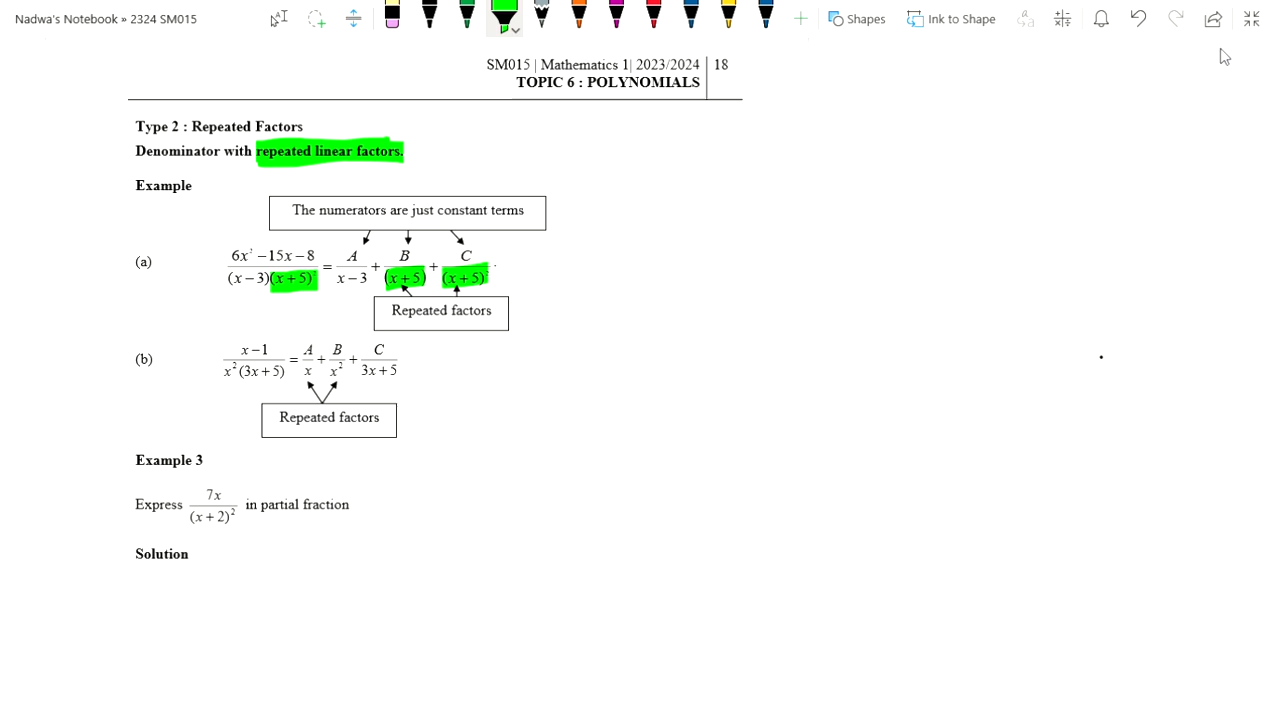 Nadwa's Notebook » 2324 SM015
Shapes
Ink to Shape
SM015 | Mathematics 1| 2023/2024 18
TOPIC 6 : POLYNOMIALS
Type 2 : Repeated Factors
Denominator with repeated linear factors.
Example
The numerators are just constant terms
(a) (6x² −15x −8)/((x−3)(x+5)²) = A/(x−3) + B/(x+5) + C/(x+5)² .
Repeated factors
(b) (x−1)/(x²(3x+5)) = A/x + B/x² + C/(3x+5)
Repeated factors
Example 3
Express 7x/(x+2)² in partial fraction
Solution